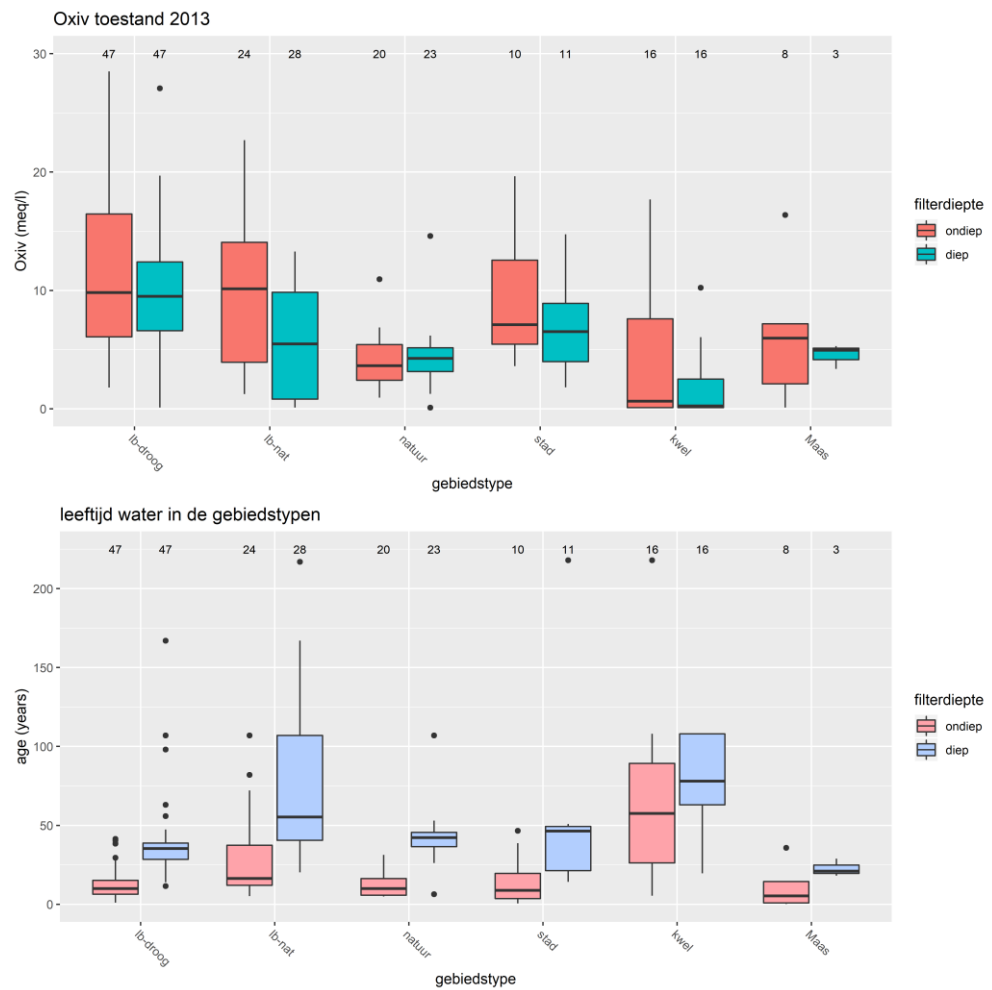 Oxiv toestand 2013
47 47 24 28 20 23 10 11 16 16 8 3
30
20
10
0
Oxiv (meq/l)
lb-droog lb-nat natuur stad kwel Maas
gebiedstype
filterdiepte
ondiep
diep
leeftijd water in de gebiedstypen
47 47 24 28 20 23 10 11 16 16 8 3
200
150
100
50
0
age (years)
lb-droog lb-nat natuur stad kwel Maas
gebiedstype
filterdiepte
ondiep
diep